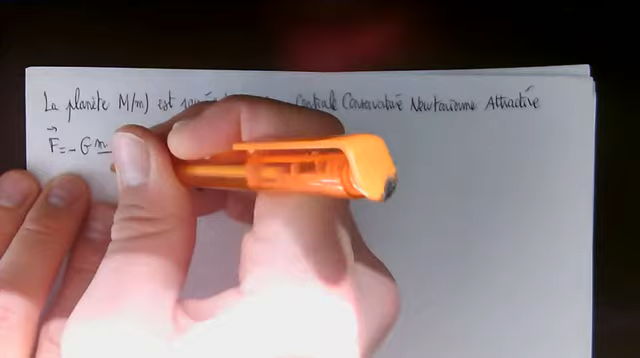 La planète M(m) est Centrale Conservative Newtonienne Attractive
F⃗=-G m